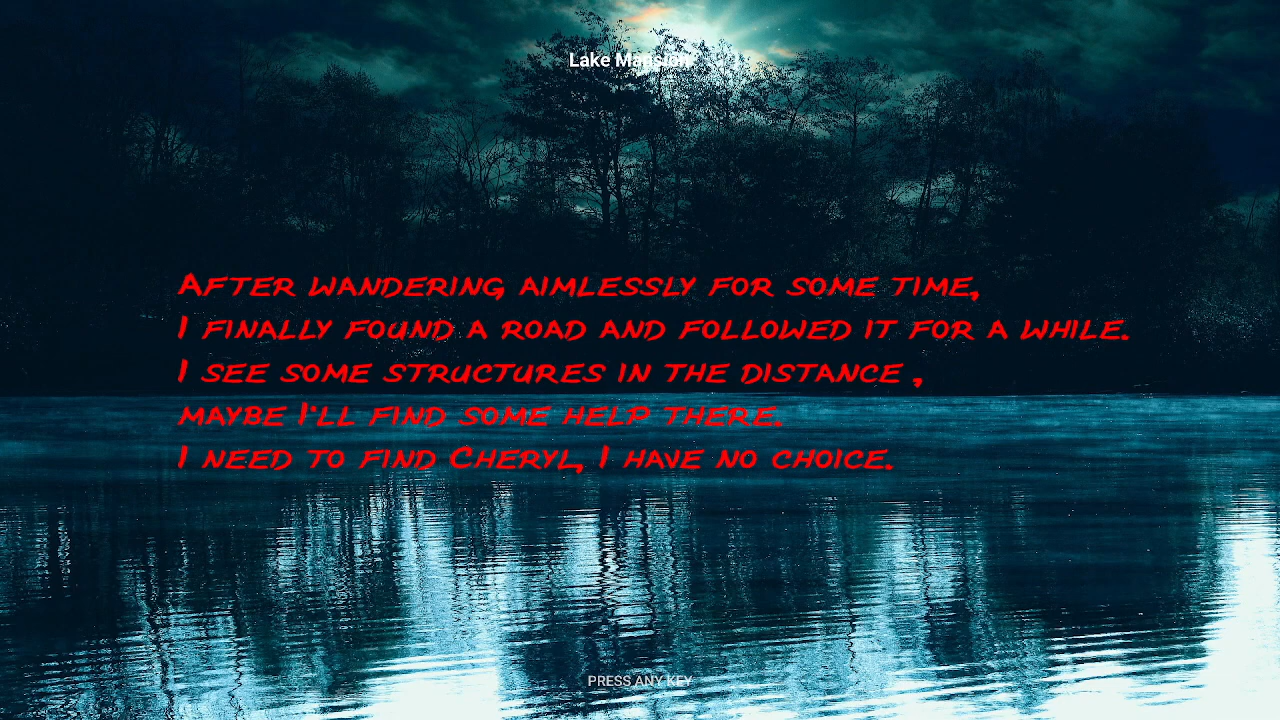 Lake Mansion
After wandering aimlessly for some time,
I finally found a road and followed it for a while.
I see some structures in the distance ,
maybe I'll find some help there.
I need to find Cheryl, I have no choice.
PRESS ANY KEY